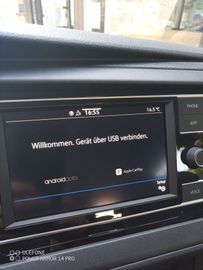 16:55
16.5 °C
PHONE
Willkommen. Gerät über USB verbinden.
APP
androidauto
Apple CarPlay
Setup
VOICE
ULEFONE
POWER ARMOR 14 PRO